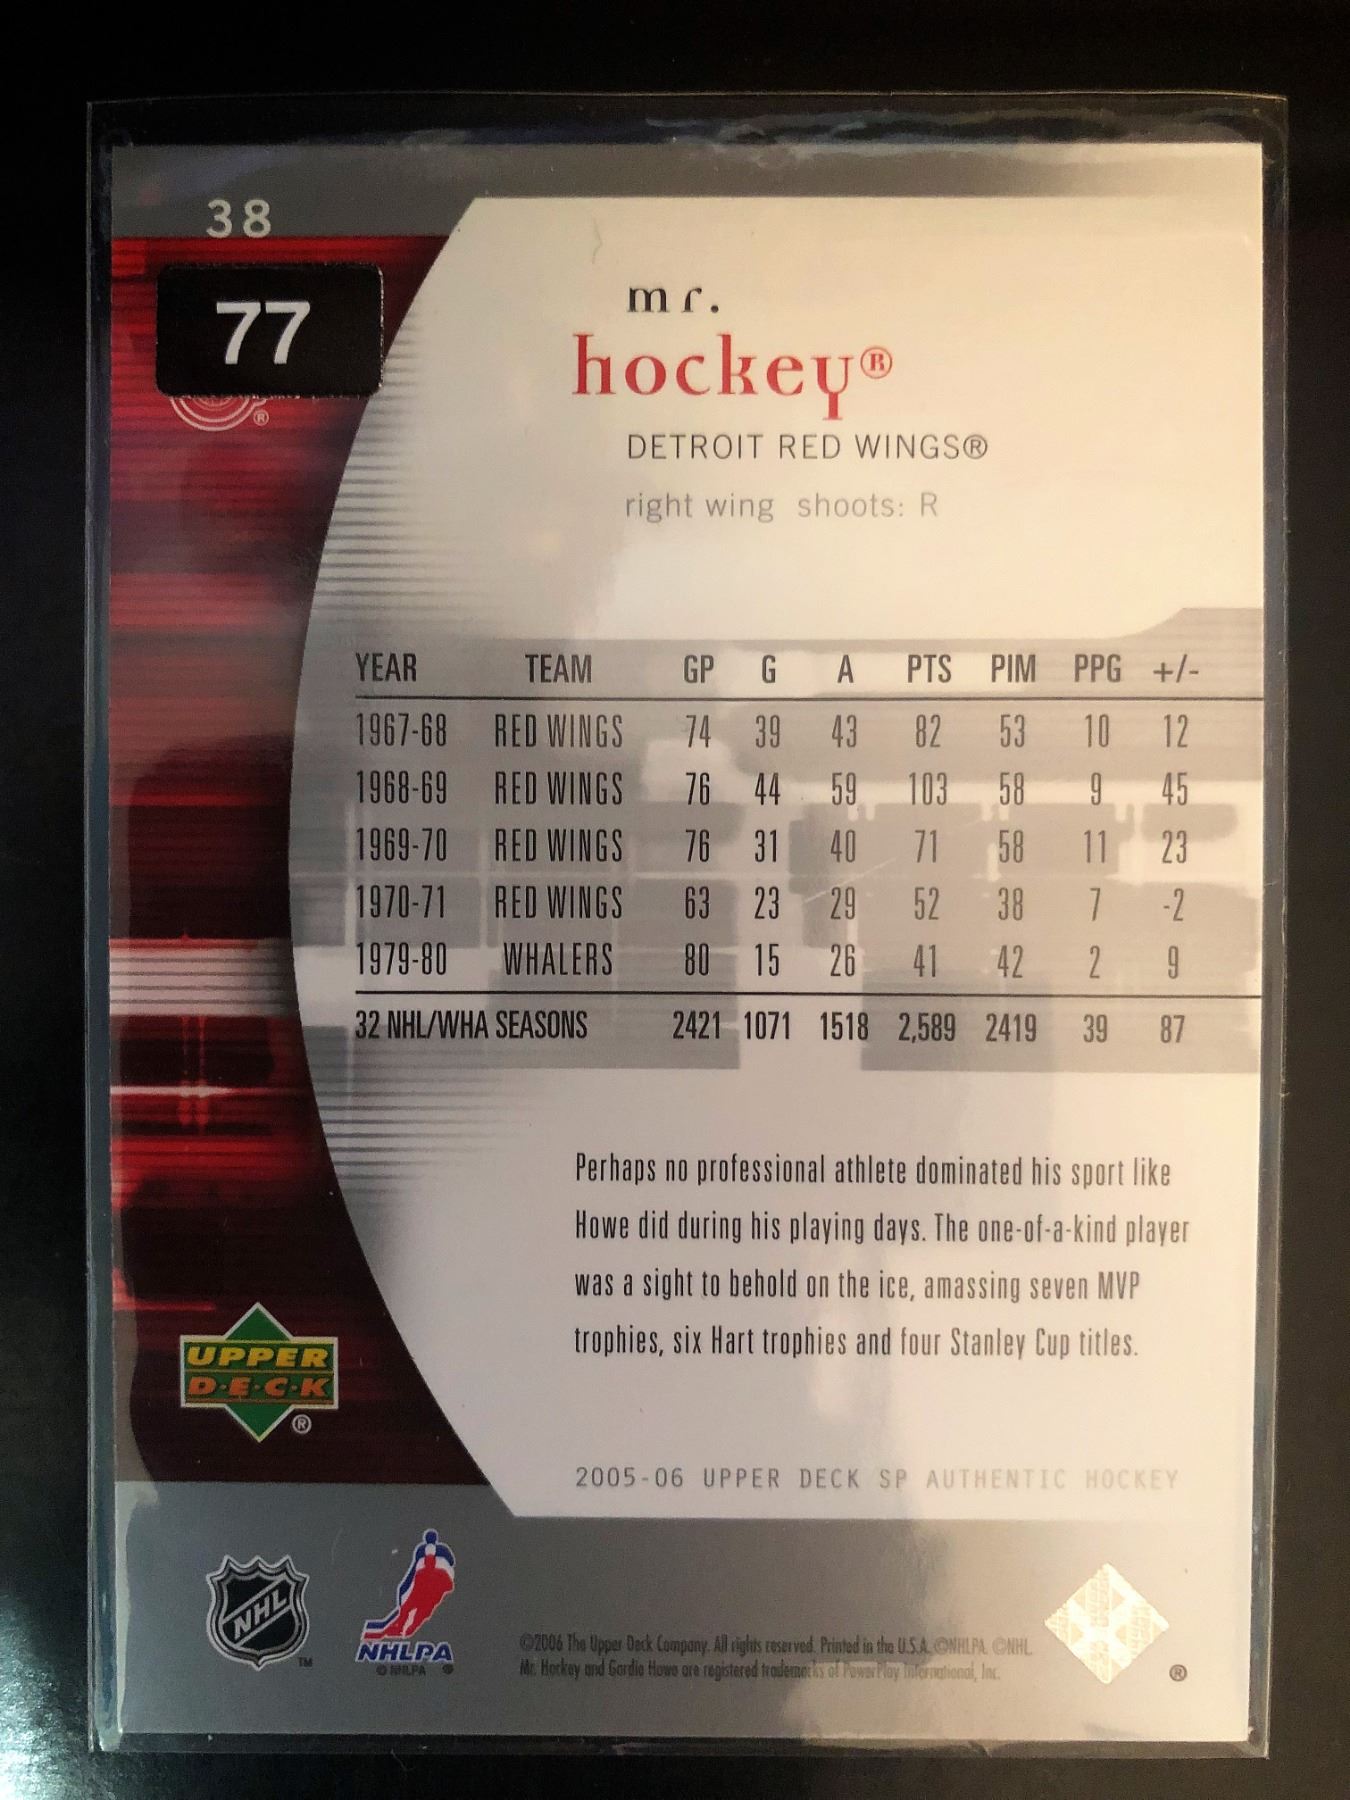 38
77
®
mr.
hockey®
DETROIT RED WINGS®
right wing shoots: R
YEAR TEAM GP G A PTS PIM PPG +/-
1967-68 RED WINGS 74 39 43 82 53 10 12
1968-69 RED WINGS 76 44 59 103 58 9 45
1969-70 RED WINGS 76 31 40 71 58 11 23
1970-71 RED WINGS 63 23 29 52 38 7 -2
1979-80 WHALERS 80 15 26 41 42 2 9
32 NHL/WHA SEASONS 2421 1071 1518 2,589 2419 39 87
Perhaps no professional athlete dominated his sport like
Howe did during his playing days. The one-of-a-kind player
was a sight to behold on the ice, amassing seven MVP
trophies, six Hart trophies and four Stanley Cup titles.
UPPER
D·E·C·K
®
2005-06 UPPER DECK SP AUTHENTIC HOCKEY
NHL
™
NHLPA
© NHLPA ®
©2006 The Upper Deck Company. All rights reserved. Printed in the U.S.A. ©NHLPA. ©NHL.
Mr. Hockey and Gordie Howe are registered trademarks of PowerPlay International, Inc.
®